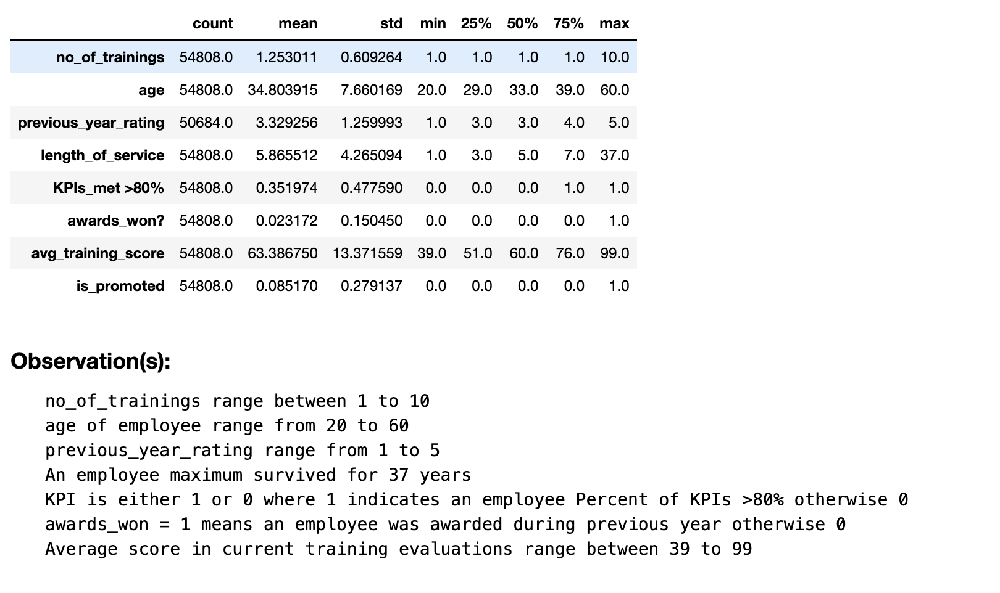 count mean std min 25% 50% 75% max
no_of_trainings 54808.0 1.253011 0.609264 1.0 1.0 1.0 1.0 10.0
age 54808.0 34.803915 7.660169 20.0 29.0 33.0 39.0 60.0
previous_year_rating 50684.0 3.329256 1.259993 1.0 3.0 3.0 4.0 5.0
length_of_service 54808.0 5.865512 4.265094 1.0 3.0 5.0 7.0 37.0
KPIs_met >80% 54808.0 0.351974 0.477590 0.0 0.0 0.0 1.0 1.0
awards_won? 54808.0 0.023172 0.150450 0.0 0.0 0.0 0.0 1.0
avg_training_score 54808.0 63.386750 13.371559 39.0 51.0 60.0 76.0 99.0
is_promoted 54808.0 0.085170 0.279137 0.0 0.0 0.0 0.0 1.0
Observation(s):
no_of_trainings range between 1 to 10
age of employee range from 20 to 60
previous_year_rating range from 1 to 5
An employee maximum survived for 37 years
KPI is either 1 or 0 where 1 indicates an employee Percent of KPIs >80% otherwise 0
awards_won = 1 means an employee was awarded during previous year otherwise 0
Average score in current training evaluations range between 39 to 99